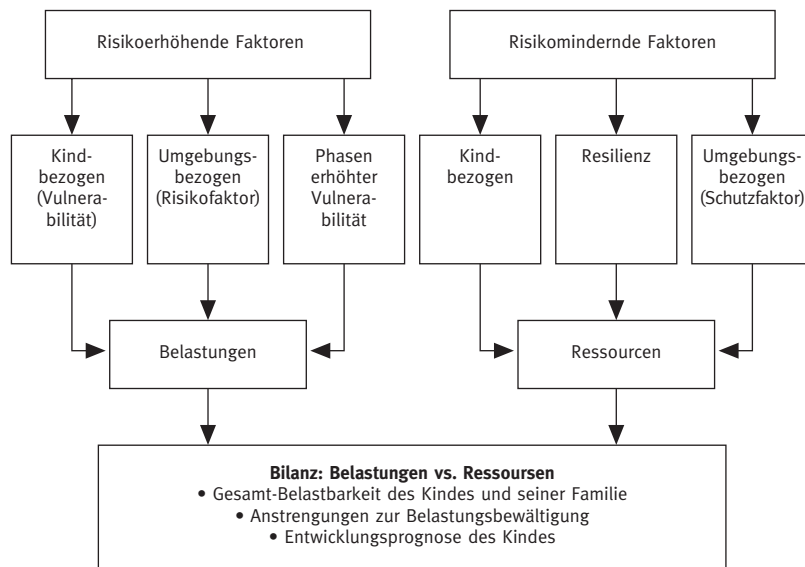 Risikoerhöhende Faktoren
Risikomindernde Faktoren
Kind-
bezogen
(Vulnera-
bilität)
Umgebungs-
bezogen
(Risikofaktor)
Phasen
erhöhter
Vulnera-
bilität
Kind-
bezogen
Resilienz
Umgebungs-
bezogen
(Schutzfaktor)
Belastungen
Ressourcen
Bilanz: Belastungen vs. Ressoursen
• Gesamt-Belastbarkeit des Kindes und seiner Familie
• Anstrengungen zur Belastungsbewältigung
• Entwicklungsprognose des Kindes